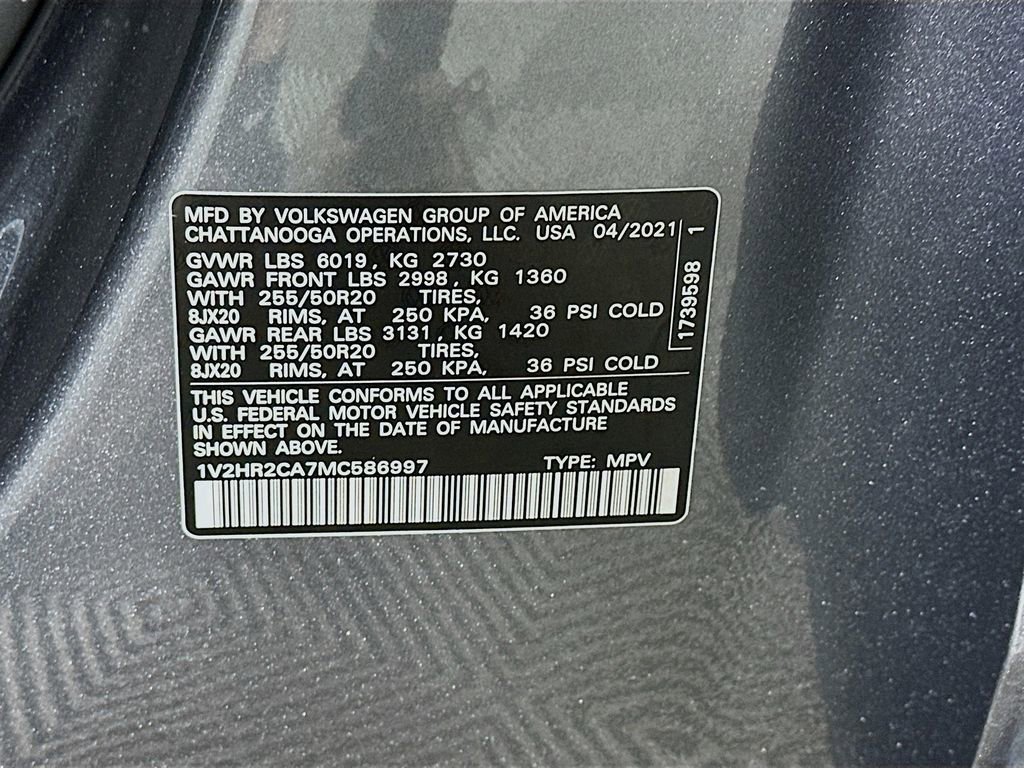 MFD BY VOLKSWAGEN GROUP OF AMERICA
CHATTANOOGA OPERATIONS, LLC. USA 04/2021
GVWR LBS 6019, KG 2730
GAWR FRONT LBS 2998, KG 1360
WITH 255/50R20 TIRES,
8JX20 RIMS, AT 250 KPA, 36 PSI COLD
GAWR REAR LBS 3131, KG 1420
WITH 255/50R20 TIRES,
8JX20 RIMS, AT 250 KPA, 36 PSI COLD
1739598 1
THIS VEHICLE CONFORMS TO ALL APPLICABLE
U.S. FEDERAL MOTOR VEHICLE SAFETY STANDARDS
IN EFFECT ON THE DATE OF MANUFACTURE
SHOWN ABOVE.
1V2HR2CA7MC586997 TYPE: MPV